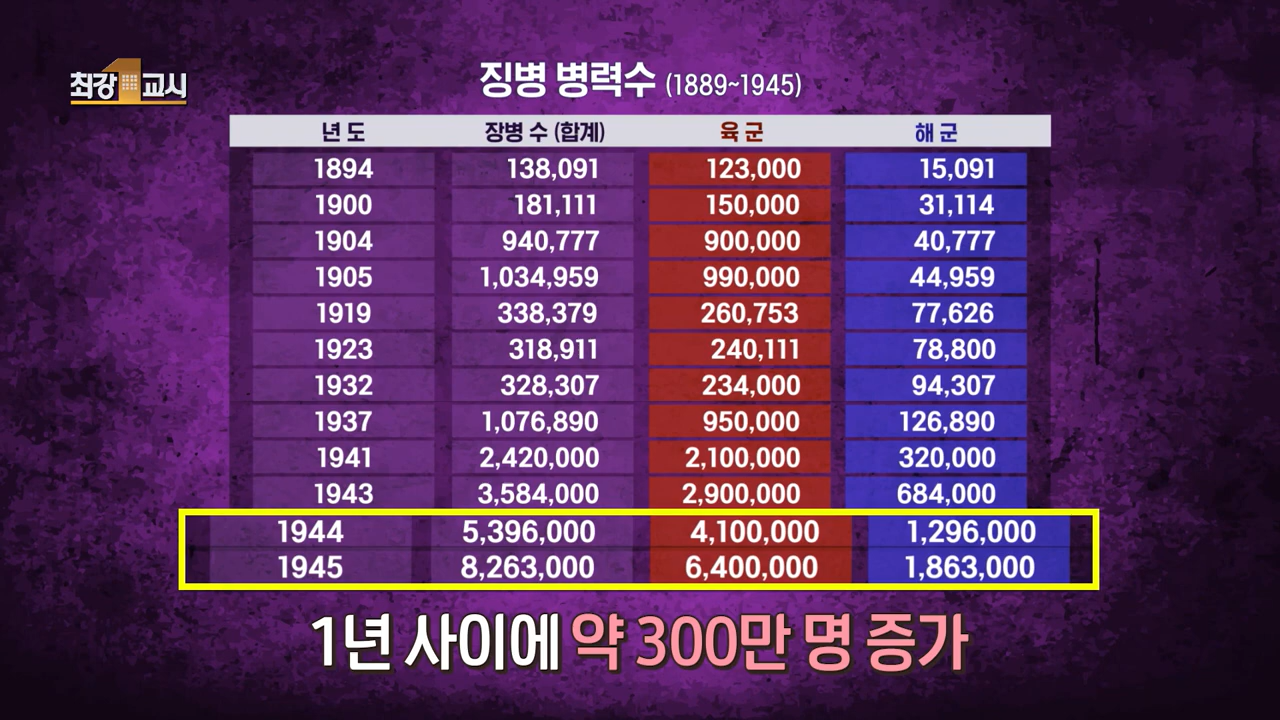 최강1교시
징병 병력수 (1889~1945)
년 도 장병 수 (합계) 육 군 해 군
1894 138,091 123,000 15,091
1900 181,111 150,000 31,114
1904 940,777 900,000 40,777
1905 1,034,959 990,000 44,959
1919 338,379 260,753 77,626
1923 318,911 240,111 78,800
1932 328,307 234,000 94,307
1937 1,076,890 950,000 126,890
1941 2,420,000 2,100,000 320,000
1943 3,584,000 2,900,000 684,000
1944 5,396,000 4,100,000 1,296,000
1945 8,263,000 6,400,000 1,863,000
1년 사이에 약 300만 명 증가